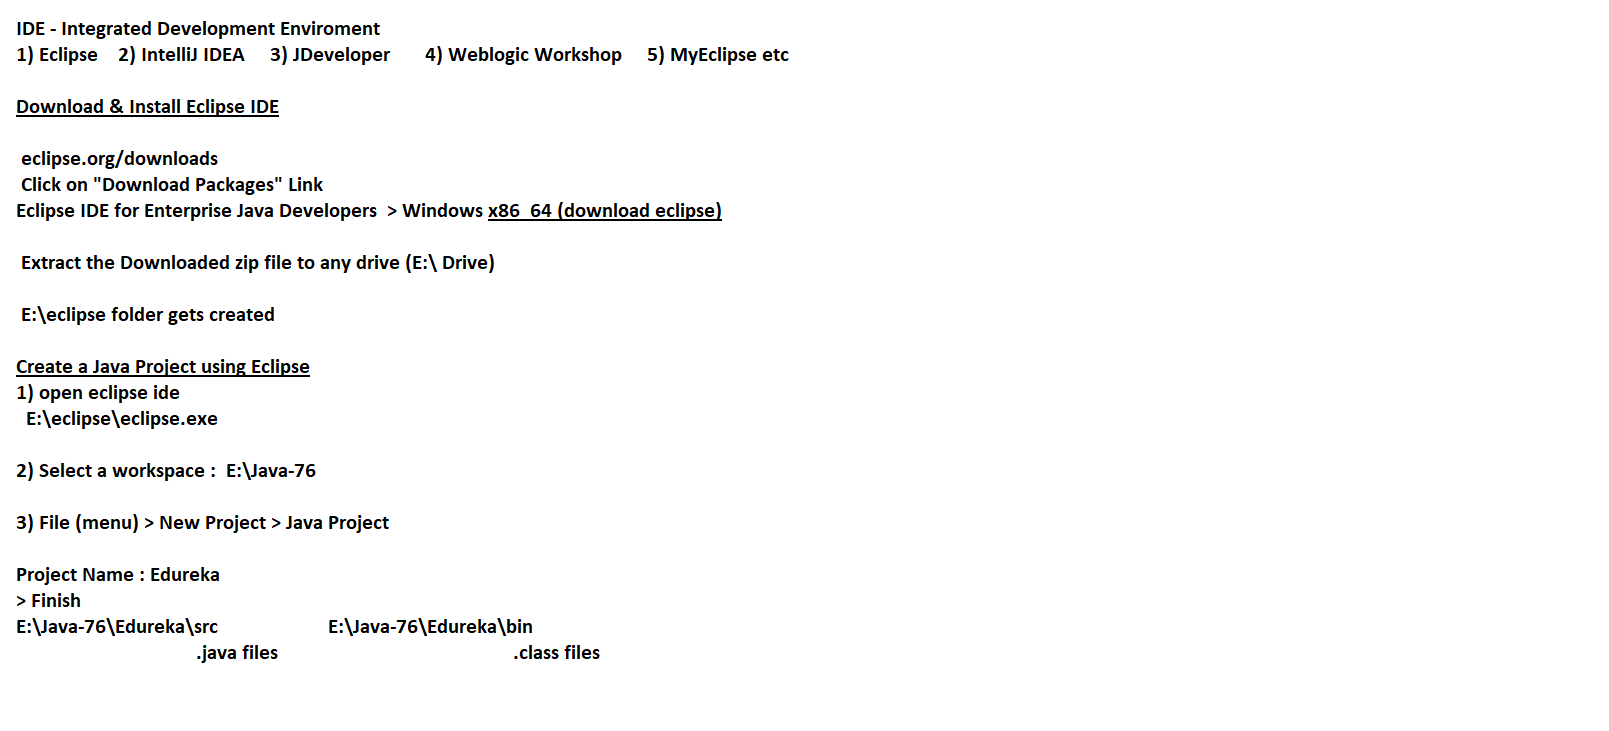 IDE - Integrated Development Enviroment
1) Eclipse 2) IntelliJ IDEA 3) JDeveloper 4) Weblogic Workshop 5) MyEclipse etc
Download & Install Eclipse IDE
eclipse.org/downloads
Click on "Download Packages" Link
Eclipse IDE for Enterprise Java Developers > Windows x86_64 (download eclipse)
Extract the Downloaded zip file to any drive (E:\ Drive)
E:\eclipse folder gets created
Create a Java Project using Eclipse
1) open eclipse ide
E:\eclipse\eclipse.exe
2) Select a workspace : E:\Java-76
3) File (menu) > New Project > Java Project
Project Name : Edureka
> Finish
E:\Java-76\Edureka\src E:\Java-76\Edureka\bin
.java files .class files